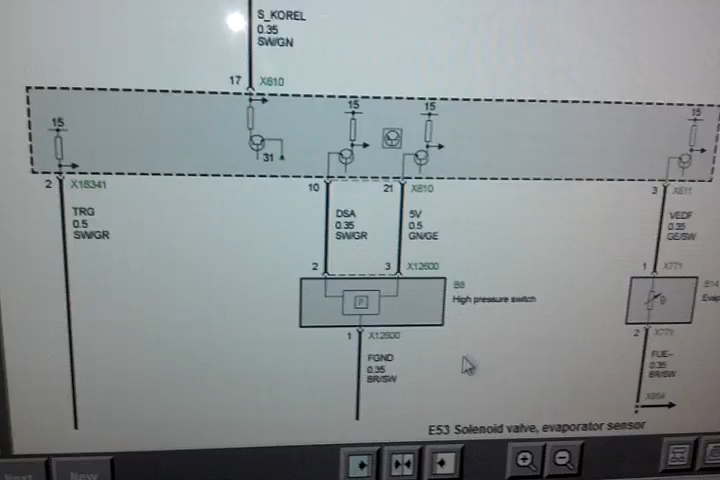 S_KOREL
0.35
SW/GN
17 X610
15
15
15
15
31
2 X18341
10
21 X610
3 X611
TRG
0.5
SW/GR
DSA
0.35
SW/GR
5V
0.5
GN/GE
VEDF
0.35
GE/SW
2
3 X12600
1 X771
B8
High pressure switch
P
B14
1 X12600
2 X771
FGND
0.35
BR/SW
FUE-
0.35
BR/SW
E53 Solenoid valve, evaporator sensor
Next
New